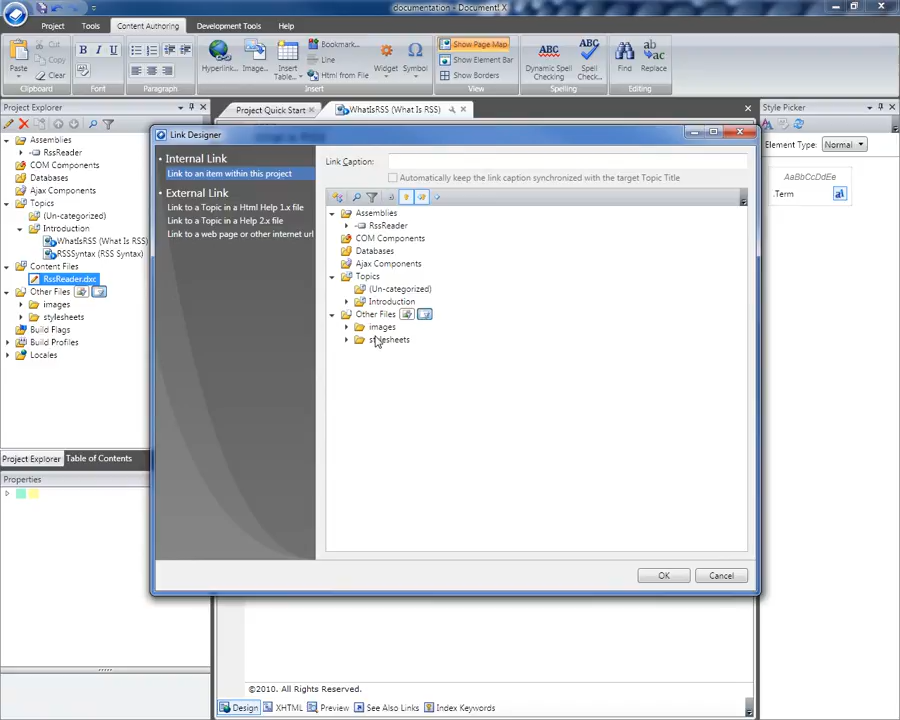 documentation - Document! X
Project Tools Content Authoring Development Tools Help
Paste Cut Copy Clear Clipboard
B I U Font
Paragraph
Hyperlink... Image... Insert Table... Bookmark... Line Html from File Widget Symbol Insert
Show Page Map Show Element Bar Show Borders View
Dynamic Spell Checking Spell Check... Spelling
Find Replace Editing
Project Explorer
Assemblies
RssReader
COM Components
Databases
Ajax Components
Topics
(Un-categorized)
Introduction
WhatIsRSS (What Is RSS)
RSSSyntax (RSS Syntax)
Content Files
RssReader.dxc
Other Files
images
stylesheets
Build Flags
Build Profiles
Locales
Project Explorer Table of Contents
Properties
Project Quick Start WhatIsRSS (What Is RSS)
Link Designer
Internal Link
Link to an item within this project
External Link
Link to a Topic in a Html Help 1.x file
Link to a Topic in a Help 2.x file
Link to a web page or other internet url
Link Caption:
Automatically keep the link caption synchronized with the target Topic Title
Assemblies
RssReader
COM Components
Databases
Ajax Components
Topics
(Un-categorized)
Introduction
Other Files
images
stylesheets
OK Cancel
©2010. All Rights Reserved.
Design XHTML Preview See Also Links Index Keywords
Style Picker
Element Type: Normal
AaBbCcDdEe
.Term a